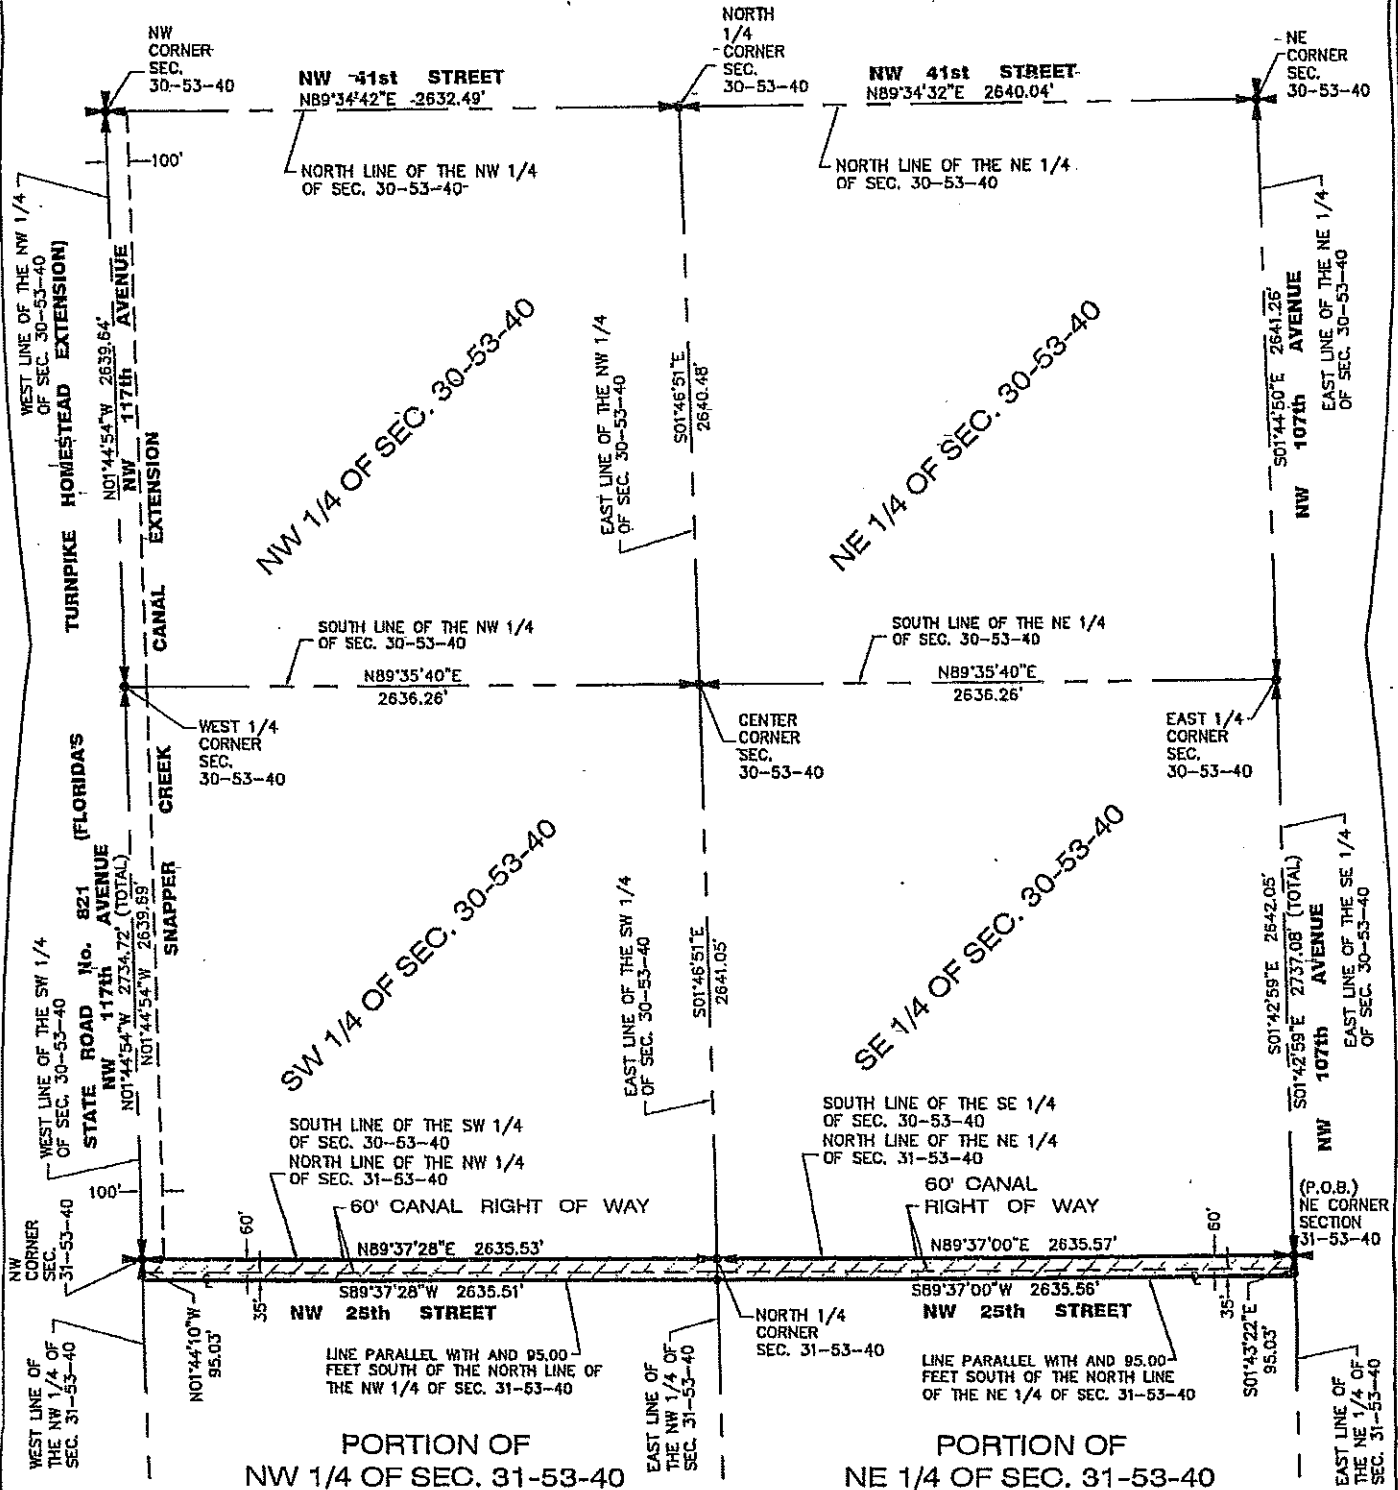 NW
CORNER
SEC.
30-53-40
NORTH
1/4
CORNER
SEC.
30-53-40
NE
CORNER
SEC.
30-53-40
NW 41st STREET
N89°34'42"E 2632.49'
NW 41st STREET
N89°34'32"E 2640.04'
100'
NORTH LINE OF THE NW 1/4
OF SEC. 30-53-40
NORTH LINE OF THE NE 1/4
OF SEC. 30-53-40
WEST LINE OF THE NW 1/4
OF SEC. 30-53-40
TURNPIKE HOMESTEAD EXTENSION)
N01°44'54"W 2639.64'
NW 117th AVENUE
CANAL EXTENSION
NW 1/4 OF SEC. 30-53-40
EAST LINE OF THE NW 1/4
OF SEC. 30-53-40
S01°46'51"E
2640.48'
NE 1/4 OF SEC. 30-53-40
S01°44'50"E 2641.26'
NW 107th AVENUE
EAST LINE OF THE NE 1/4
OF SEC. 30-53-40
SOUTH LINE OF THE NW 1/4
OF SEC. 30-53-40
N89°35'40"E
2636.26'
SOUTH LINE OF THE NE 1/4
OF SEC. 30-53-40
N89°35'40"E
2636.26'
WEST 1/4
CORNER
SEC.
30-53-40
CENTER
CORNER
SEC.
30-53-40
EAST 1/4
CORNER
SEC.
30-53-40
WEST LINE OF THE SW 1/4
OF SEC. 30-53-40
STATE ROAD No. 821 (FLORIDA'S
NW 117th AVENUE
N01°44'54"W 2734.72' (TOTAL)
N01°44'54"W 2639.69'
SNAPPER CREEK
SW 1/4 OF SEC. 30-53-40
EAST LINE OF THE SW 1/4
OF SEC. 30-53-40
S01°46'51"E
2641.05'
SE 1/4 OF SEC. 30-53-40
S01°42'59"E 2642.05'
S01°42'59"E 2737.08' (TOTAL)
NW 107th AVENUE
EAST LINE OF THE SE 1/4
OF SEC. 30-53-40
SOUTH LINE OF THE SW 1/4
OF SEC. 30-53-40
NORTH LINE OF THE NW 1/4
OF SEC. 31-53-40
SOUTH LINE OF THE SE 1/4
OF SEC. 30-53-40
NORTH LINE OF THE NE 1/4
OF SEC. 31-53-40
100'
60' CANAL RIGHT OF WAY
60' CANAL
RIGHT OF WAY
(P.O.B.)
NE CORNER
SECTION
31-53-40
NW
CORNER
SEC.
31-53-40
60'
35'
N89°37'28"E 2635.53'
N89°37'00"E 2635.57'
60'
35'
S89°37'28"W 2635.51'
S89°37'00"W 2635.56'
NW 25th STREET
NW 25th STREET
N01°44'10"W
95.03'
S01°43'22"E
95.03'
NORTH 1/4
CORNER
SEC. 31-53-40
LINE PARALLEL WITH AND 95.00
FEET SOUTH OF THE NORTH LINE OF
THE NW 1/4 OF SEC. 31-53-40
LINE PARALLEL WITH AND 95.00
FEET SOUTH OF THE NORTH LINE
OF THE NE 1/4 OF SEC. 31-53-40
WEST LINE OF
THE NW 1/4 OF
SEC. 31-53-40
EAST LINE OF
THE NW 1/4 OF
SEC. 31-53-40
EAST LINE OF
THE NE 1/4 OF
SEC. 31-53-40
PORTION OF
NW 1/4 OF SEC. 31-53-40
PORTION OF
NE 1/4 OF SEC. 31-53-40